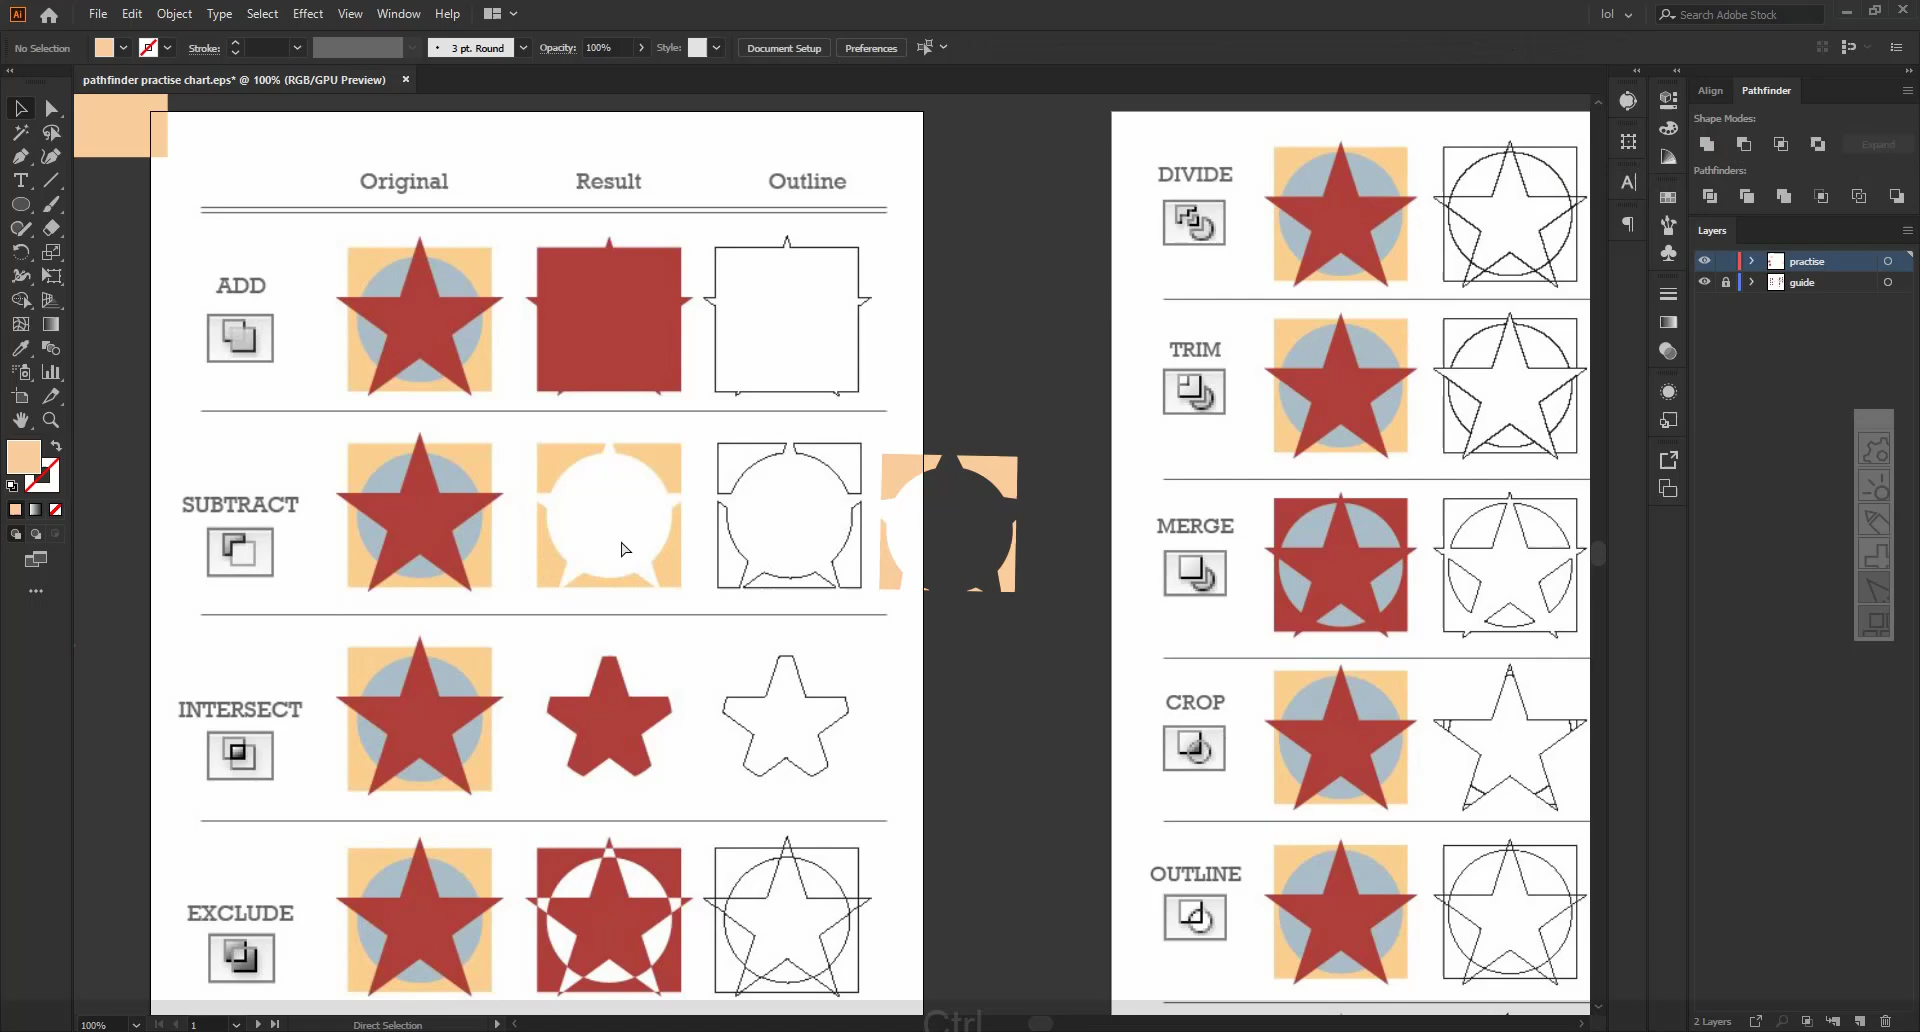 Ai File Edit Object Type Select Effect View Window Help lol Search Adobe Stock
No Selection Stroke: 3 pt. Round Opacity: 100% Style: Document Setup Preferences
pathfinder practise chart.eps* @ 100% (RGB/GPU Preview)
Align Pathfinder
Shape Modes:
Expand
Pathfinders:
Layers
practise
guide
Original Result Outline
ADD
SUBTRACT
INTERSECT
EXCLUDE
DIVIDE
TRIM
MERGE
CROP
OUTLINE
Ctrl
100% 1 Direct Selection
2 Layers